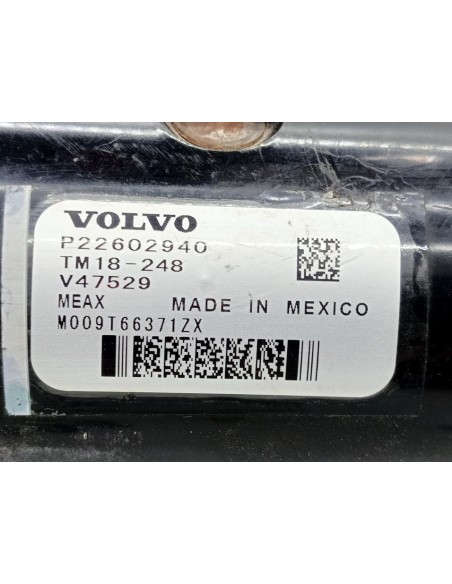 VOLVO
P22602940
TM18-248
V47529
MEAX MADE IN MEXICO
M009T66371ZX